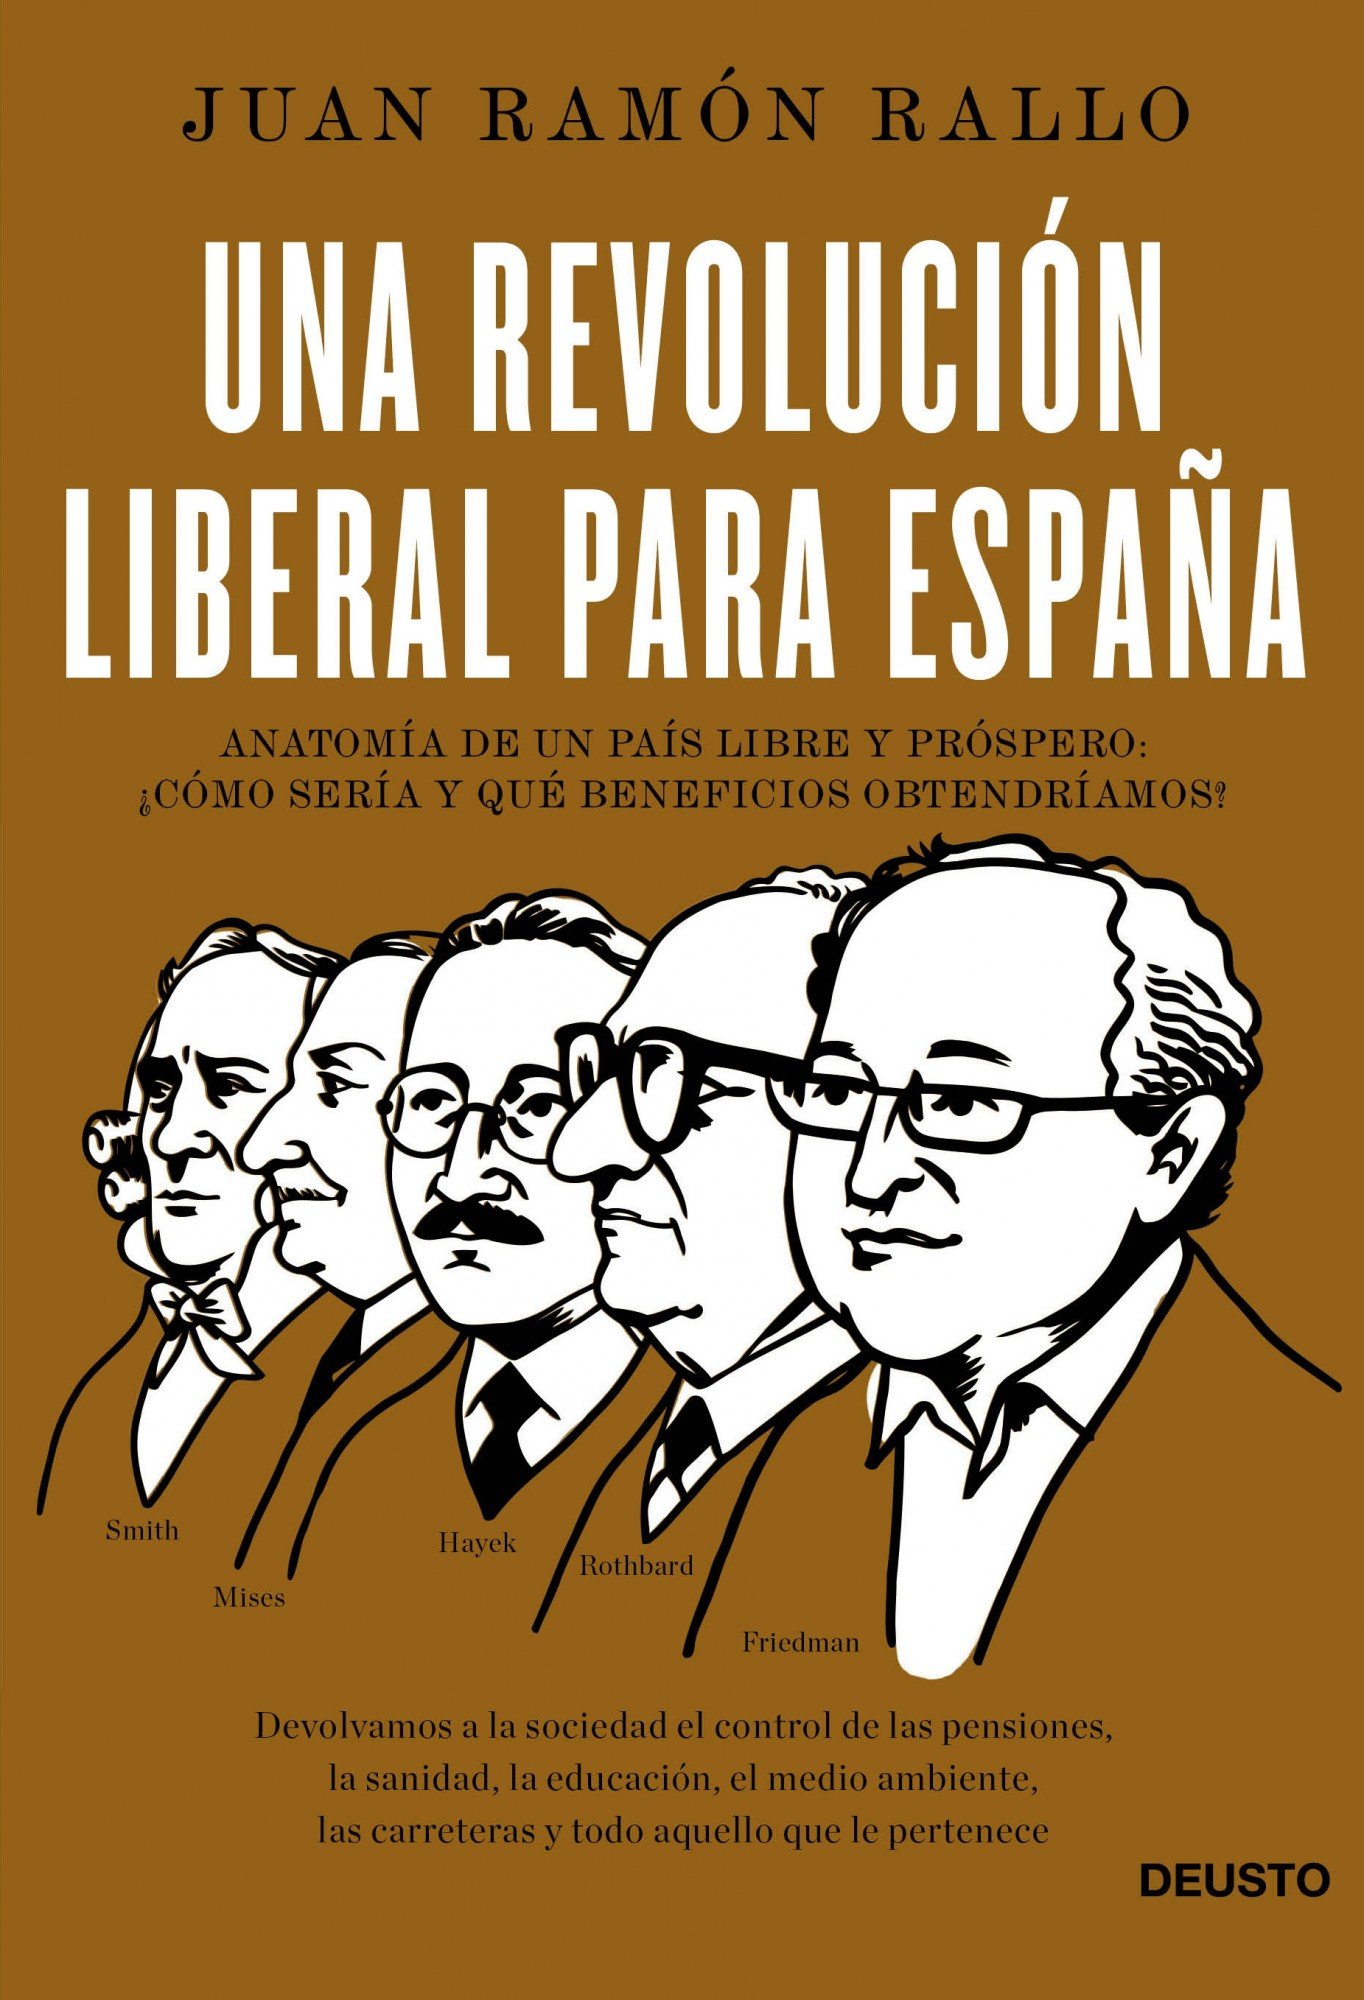 JUAN RAMÓN RALLO
UNA REVOLUCIÓN
LIBERAL PARA ESPAÑA
ANATOMÍA DE UN PAÍS LIBRE Y PRÓSPERO:
¿CÓMO SERÍA Y QUÉ BENEFICIOS OBTENDRÍAMOS?
Smith
Mises
Hayek
Rothbard
Friedman
Devolvamos a la sociedad el control de las pensiones,
la sanidad, la educación, el medio ambiente,
las carreteras y todo aquello que le pertenece
DEUSTO